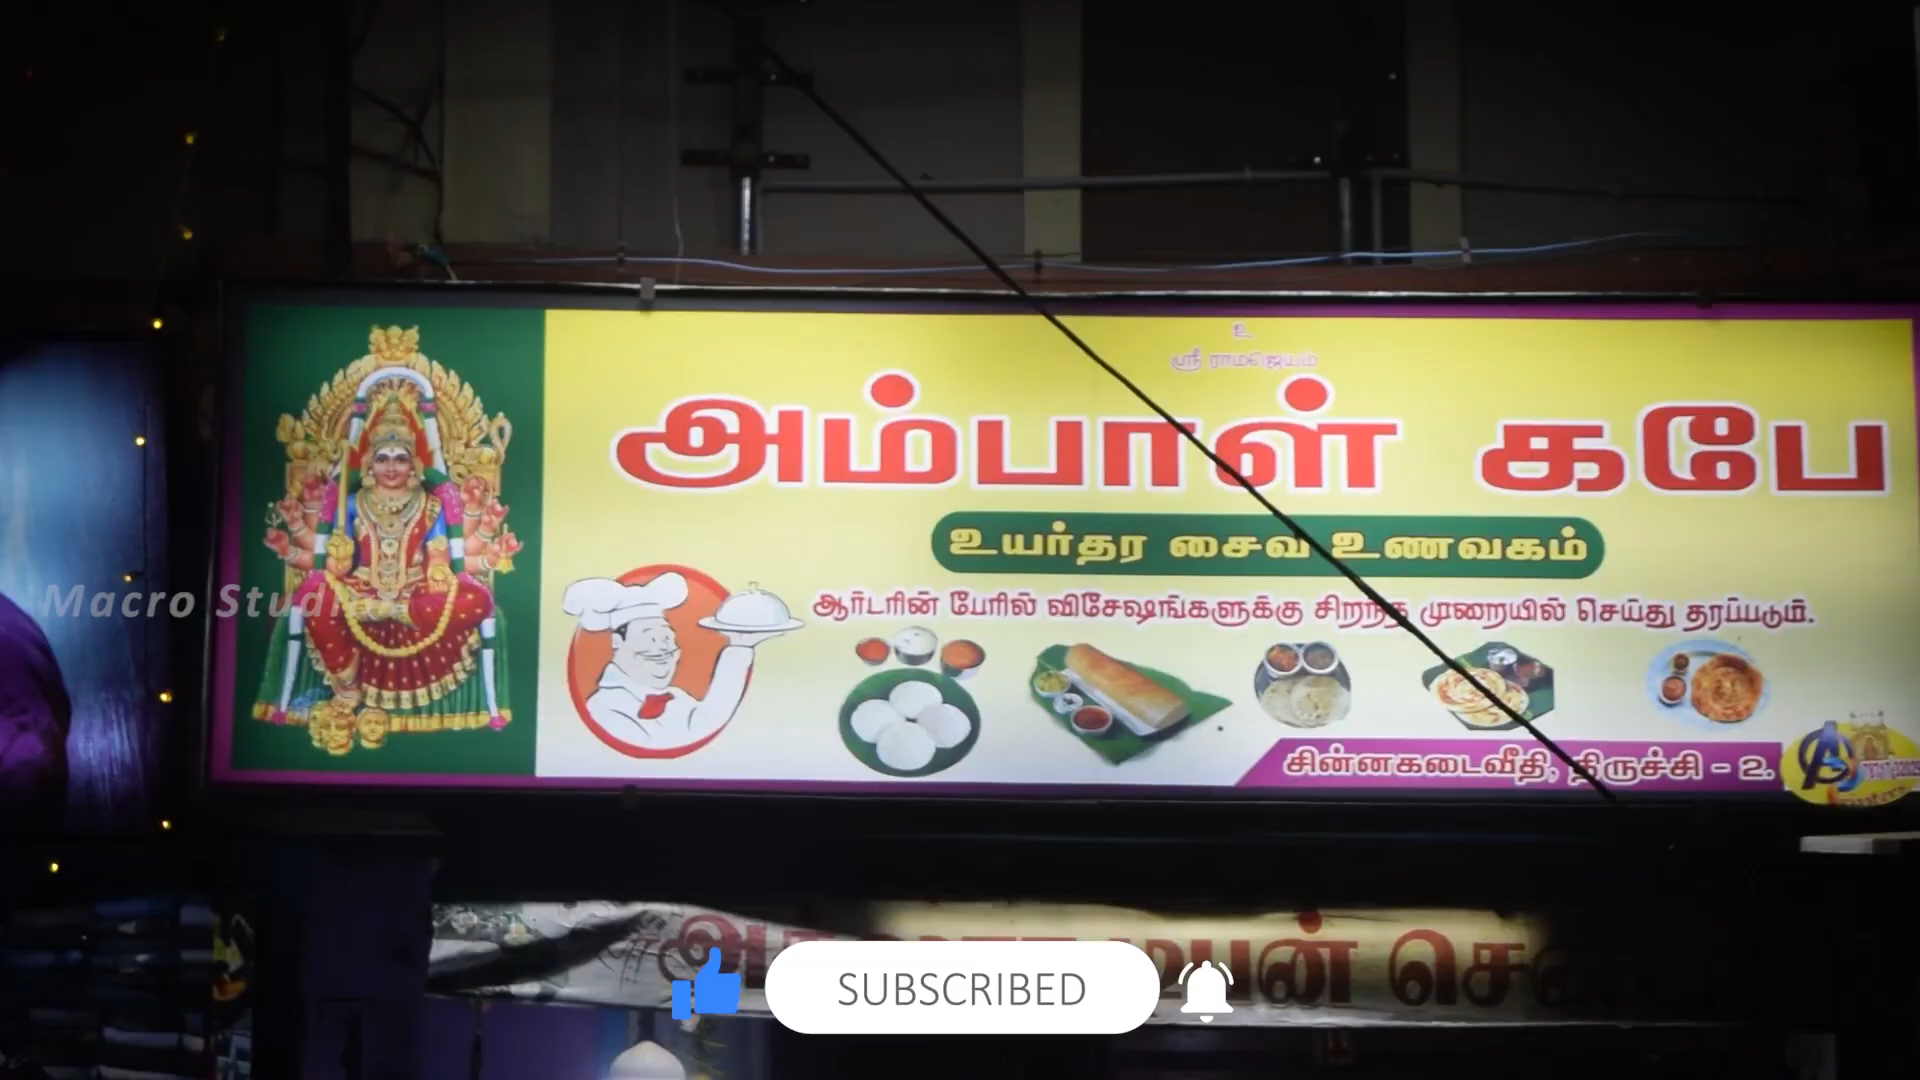 உ
ஸ்ரீ ராமஜெயம்
அம்பாள் கபே
உயர்தர சைவ உணவகம்
ஆர்டரின் பேரில் விசேஷங்களுக்கு சிறந்த முறையில் செய்து தரப்படும்.
Macro Studio
சின்னகடைவீதி, திருச்சி - 2.
SUBSCRIBED